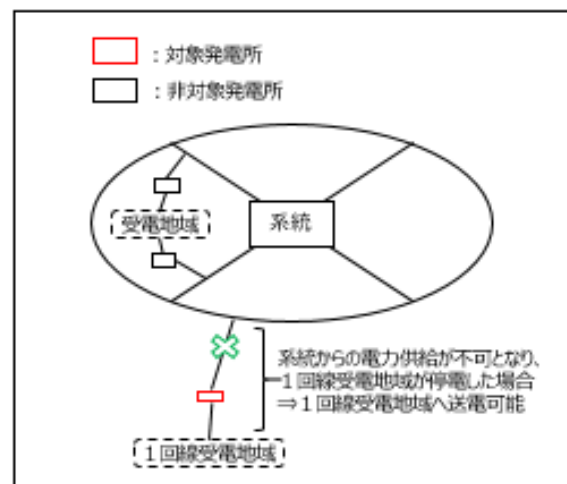 ：対象発電所
：非対象発電所
受電地域
系統
系統からの電力供給が不可となり、
１回線受電地域が停電した場合
⇒１回線受電地域へ送電可能
１回線受電地域